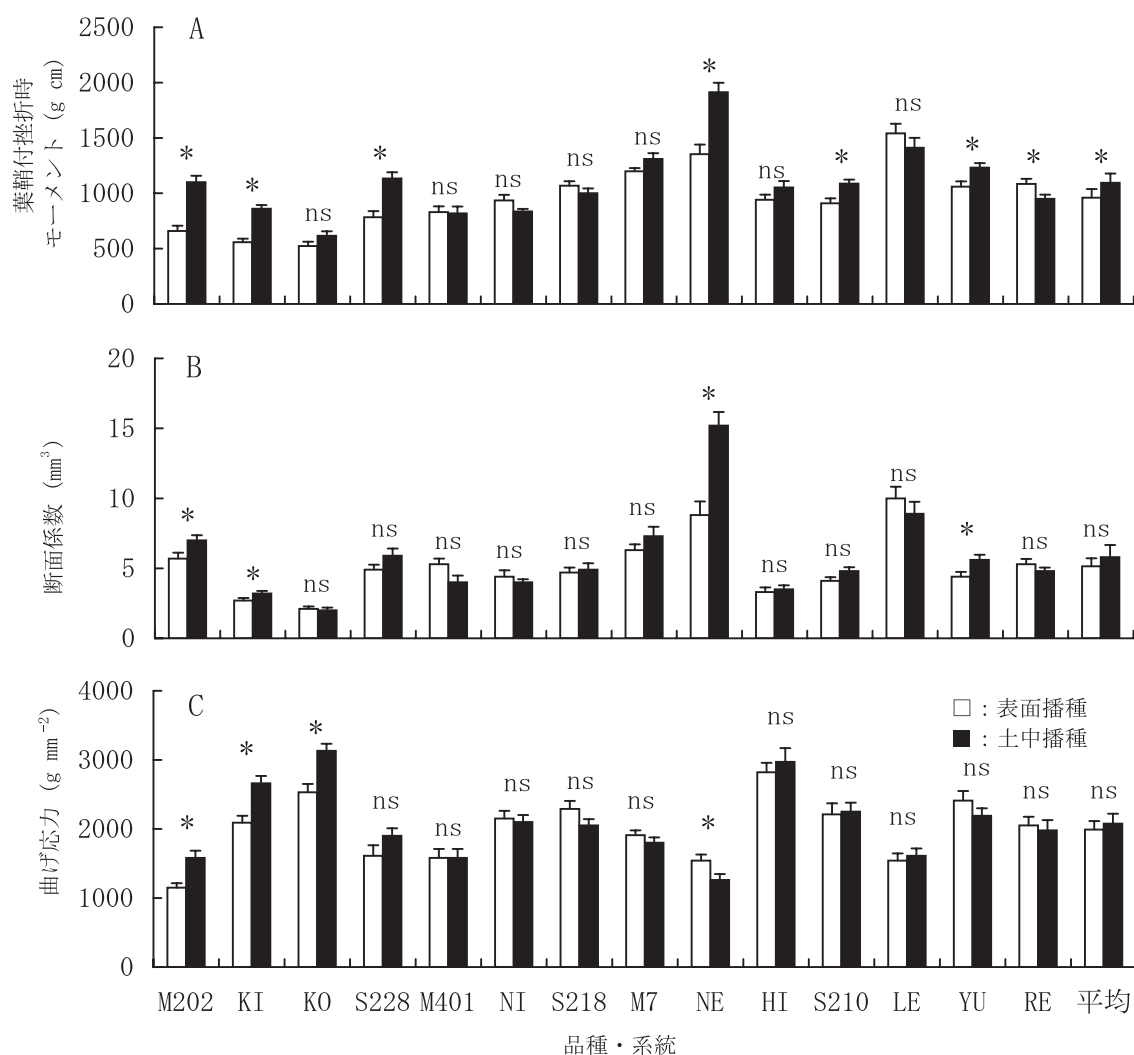 A
葉鞘付挫折時
モーメント (g cm)
2500
2000
1500
1000
500
0
* * ns * ns ns ns ns * ns * ns * * *
B
断面係数 (mm³)
20
15
10
5
0
* * ns ns ns ns ns ns * ns ns ns * ns ns
C
曲げ応力 (g mm⁻²)
4000
3000
2000
1000
0
□ : 表面播種
■ : 土中播種
* * * ns ns ns ns ns * ns ns ns ns ns ns
M202 KI KO S228 M401 NI S218 M7 NE HI S210 LE YU RE 平均
品種・系統